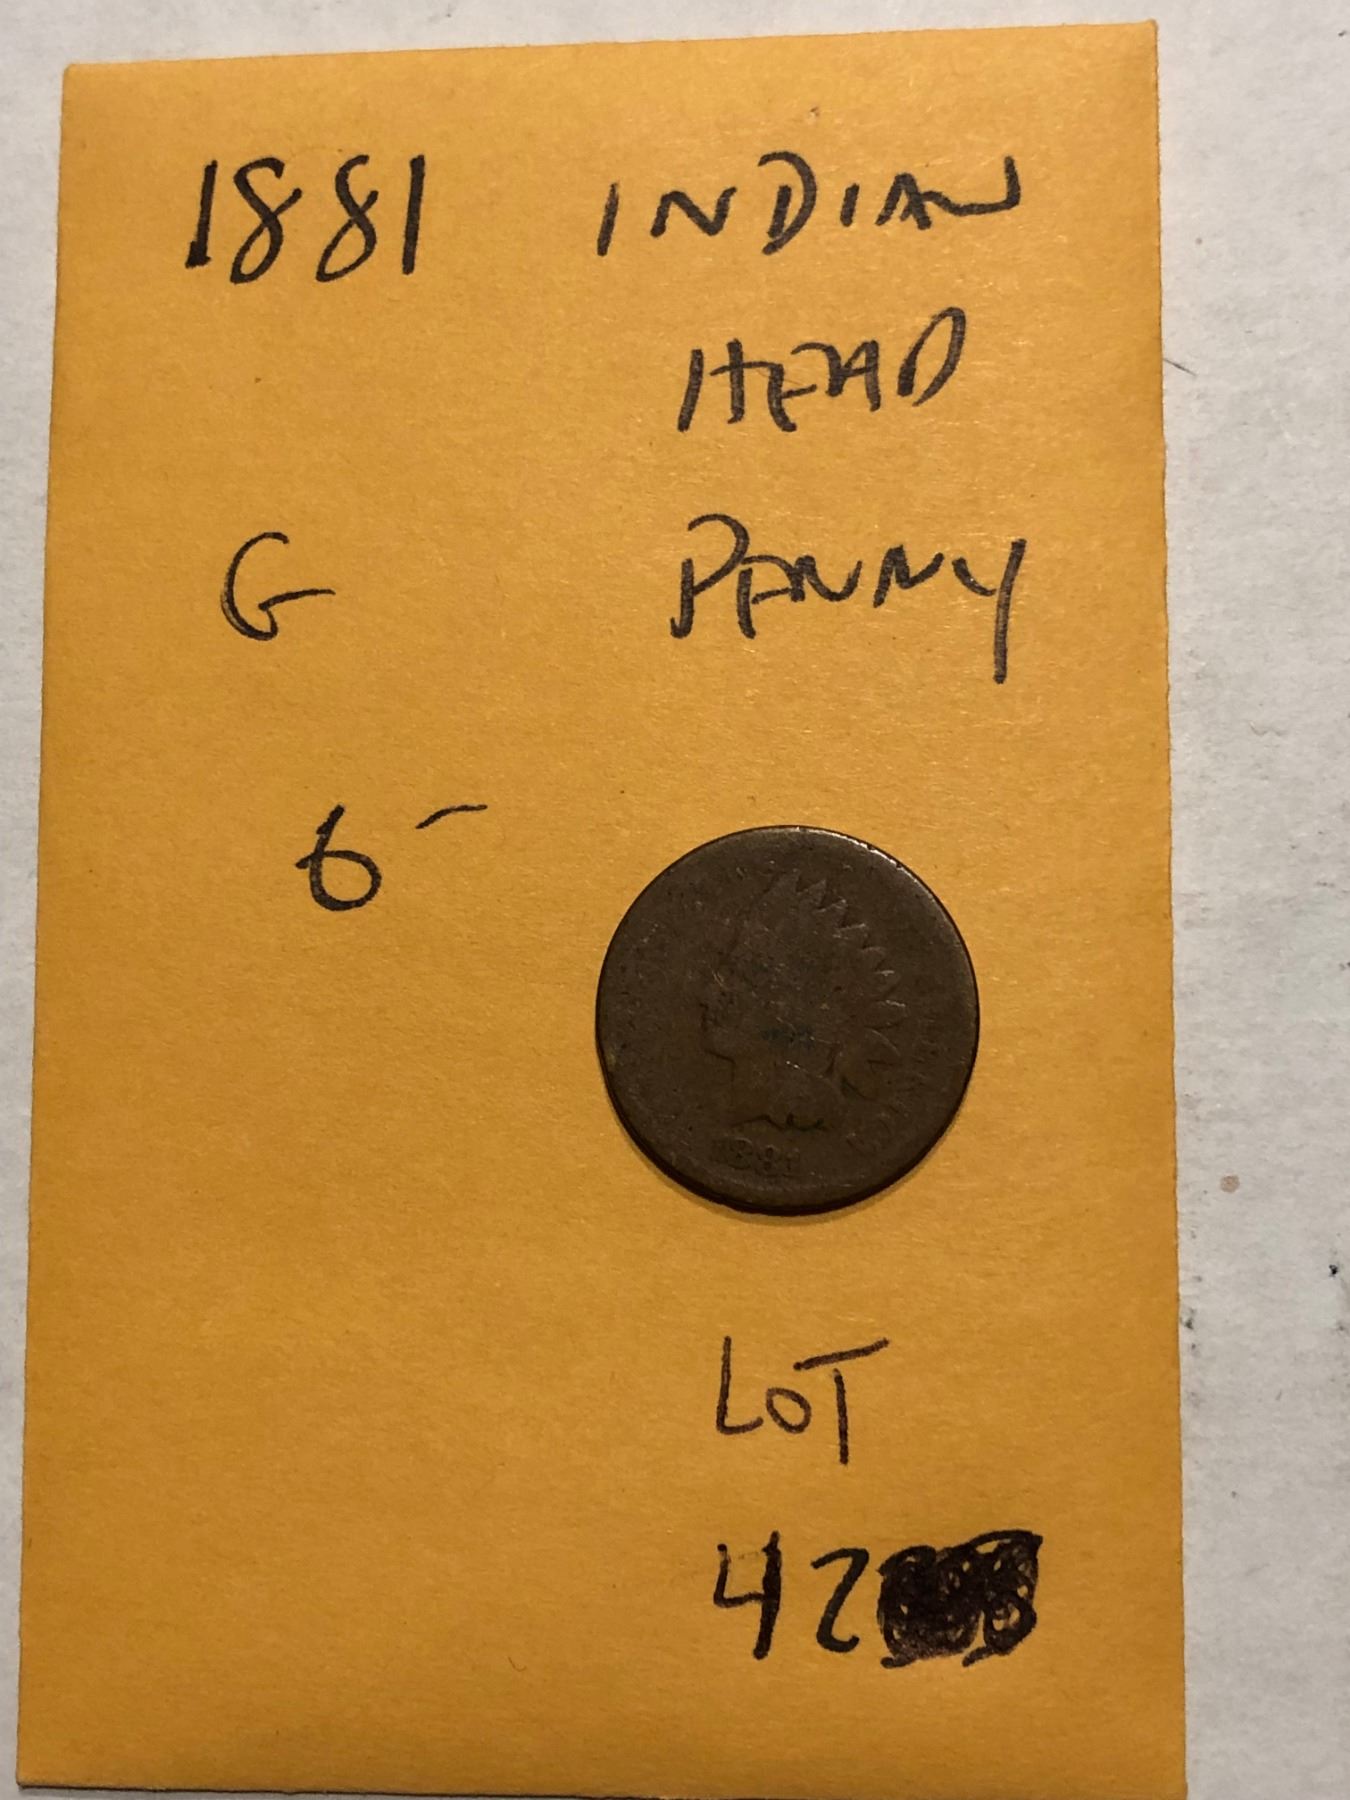 1881 INDIAN
HEAD
G PENNY
6-
1881
LOT
42